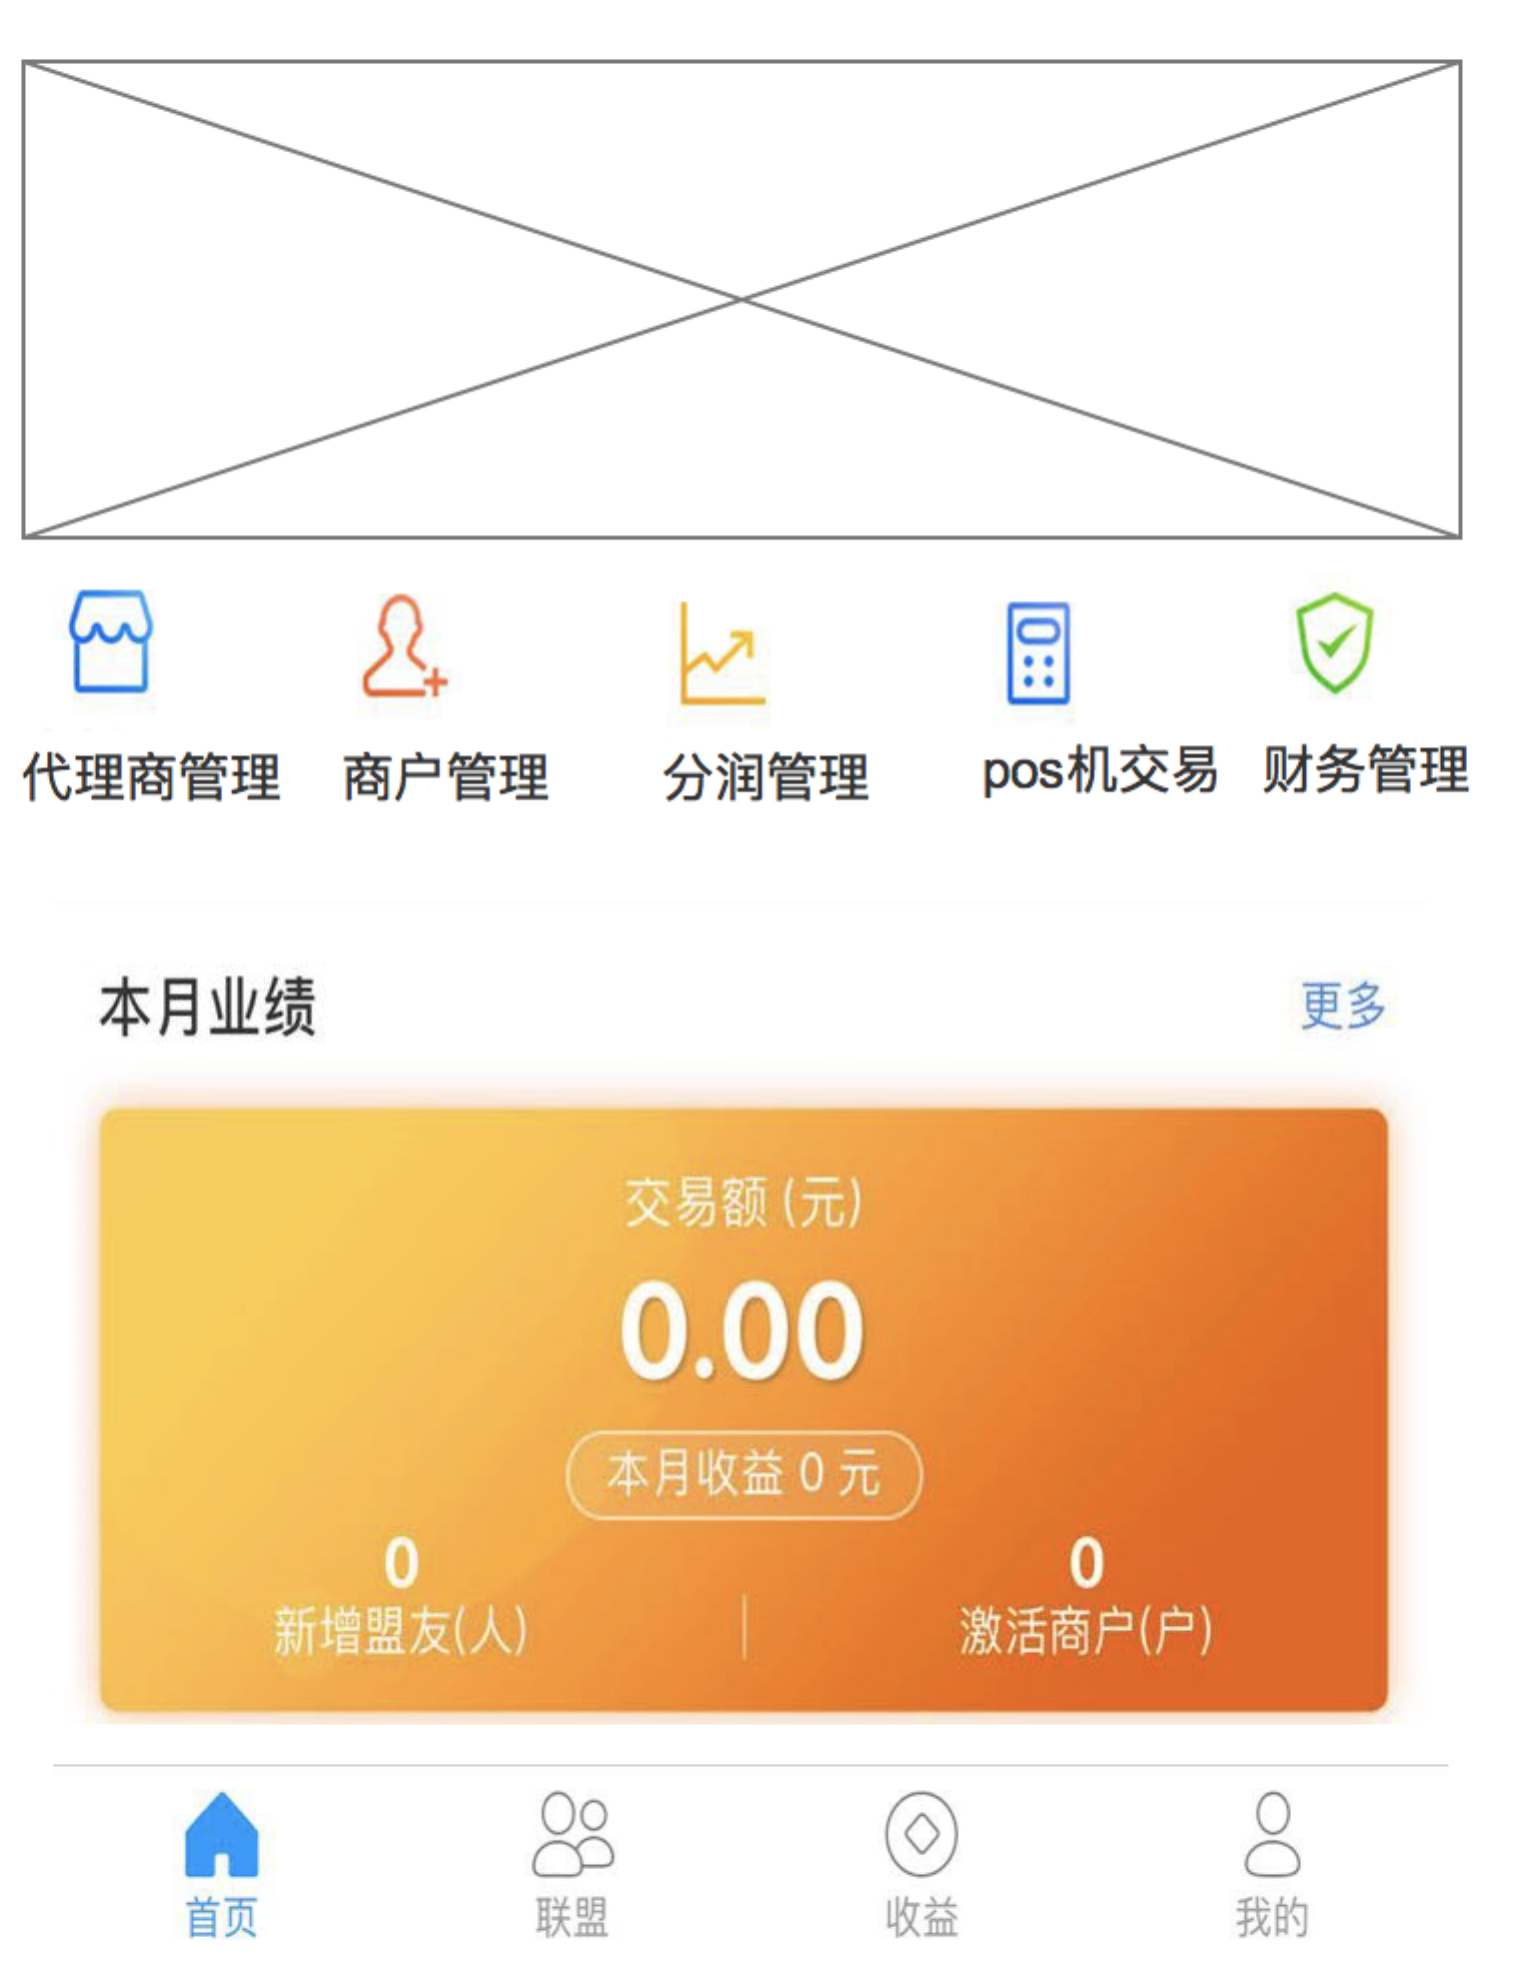 代理商管理 商户管理 分润管理 pos机交易 财务管理
本月业绩 更多
交易额 (元)
0.00
本月收益 0 元
0 0
新增盟友(人) 激活商户(户)
首页 联盟 收益 我的